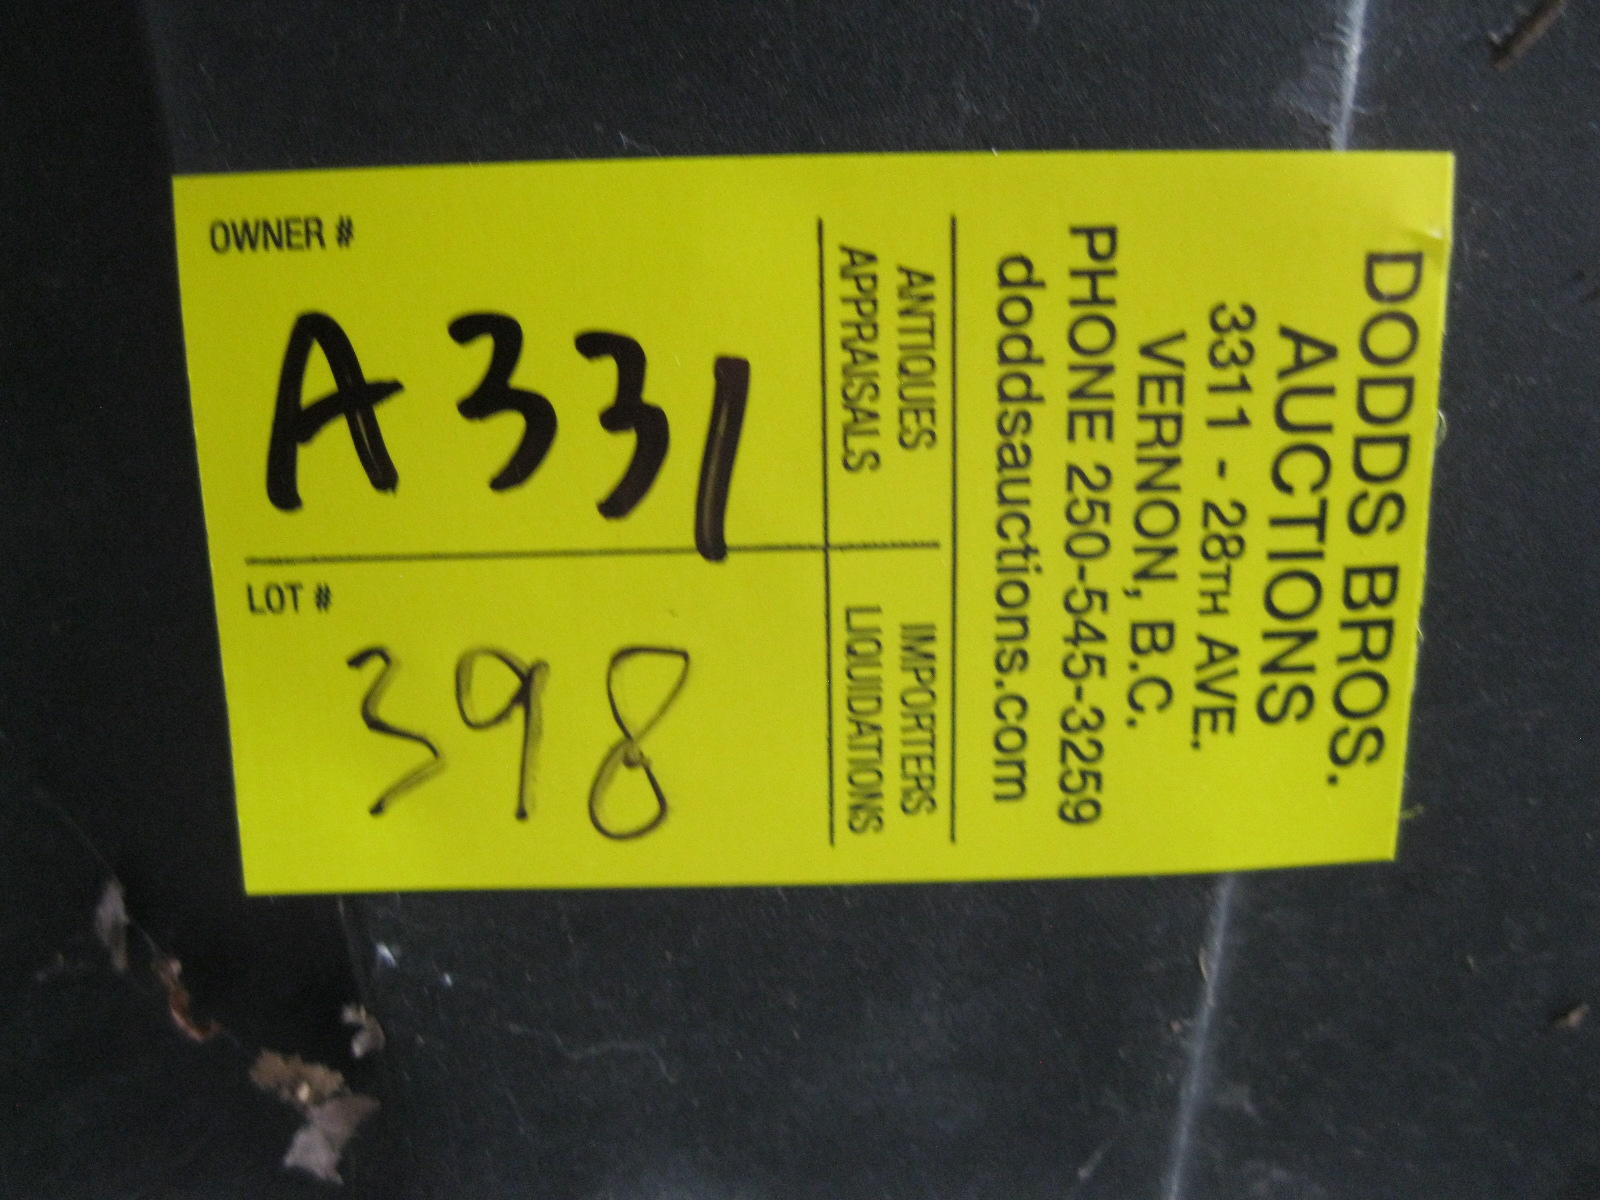 DODDS BROS.
AUCTIONS
3311 - 28TH AVE.
VERNON, B.C.
PHONE 250-545-3259
doddsauctions.com
ANTIQUES
APPRAISALS
IMPORTERS
LIQUIDATIONS
OWNER #
A331
LOT #
398